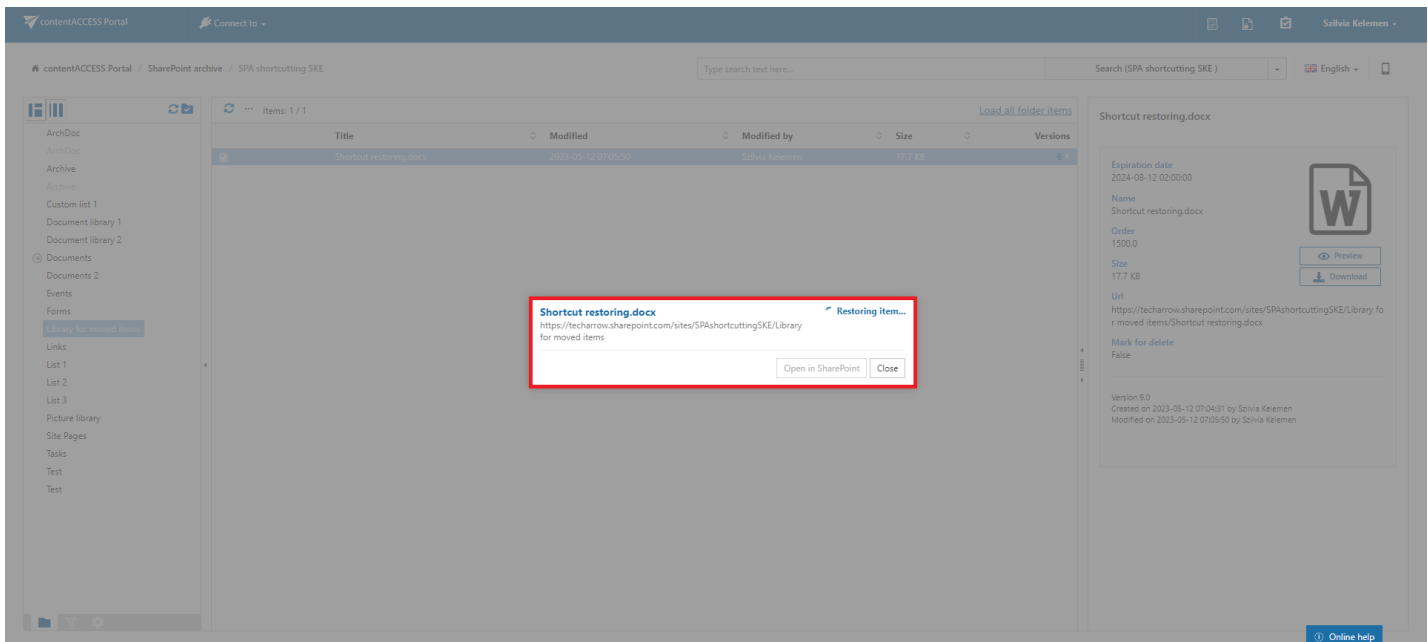 contentACCESS Portal
Connect to
Szilvia Kelemen
contentACCESS Portal / SharePoint archive / SPA shortcutting SKE
Type search text here...
Search (SPA shortcutting SKE )
English
ArchDoc
ArchDoc
Archive
Archive
Custom list 1
Document library 1
Document library 2
Documents
Documents 2
Events
Forms
Library for moved items
Links
List 1
List 2
List 3
Picture library
Site Pages
Tasks
Test
Test
... Items: 1 / 1
Load all folder items
Title Modified Modified by Size Versions
Shortcut restoring.docx 2023-05-12 07:05:50 Szilvia Kelemen 17.7 KB
Shortcut restoring.docx
Restoring item...
https://techarrow.sharepoint.com/sites/SPAshortcuttingSKE/Library
for moved items
Open in SharePoint
Close
Shortcut restoring.docx
Expiration date
2024-08-12 02:00:00
Name
Shortcut restoring.docx
Order
1500.0
Size
17.7 KB
Url
https://techarrow.sharepoint.com/sites/SPAshortcuttingSKE/Library fo
r moved items/Shortcut restoring.docx
Mark for delete
False
Version 9.0
Created on 2023-05-12 07:04:31 by Szilvia Kelemen
Modified on 2023-05-12 07:05:50 by Szilvia Kelemen
W
Preview
Download
Online help